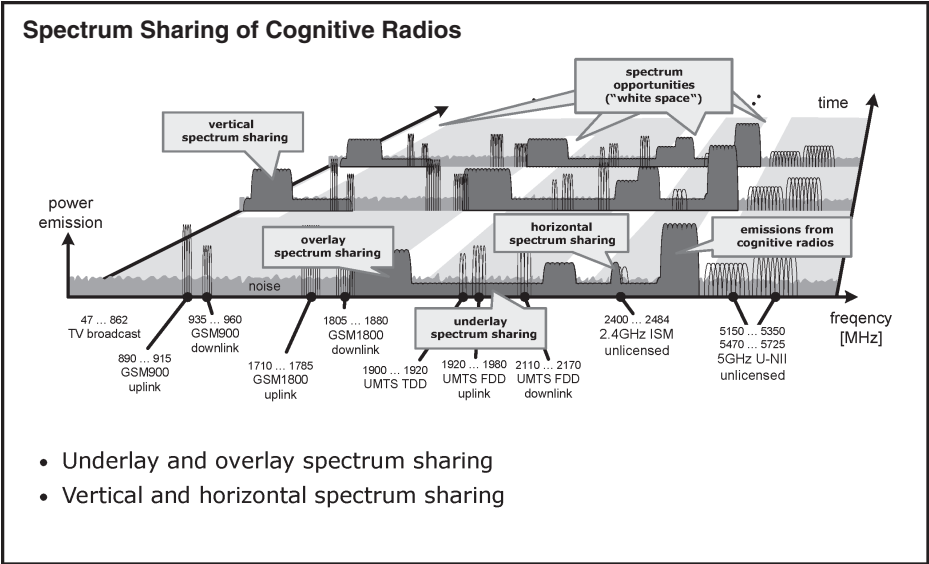 Spectrum Sharing of Cognitive Radios
spectrum
opportunities
("white space“)
time
vertical
spectrum sharing
power
emission
overlay
spectrum sharing
horizontal
spectrum sharing
emissions from
cognitive radios
noise
underlay
spectrum sharing
freqency
[MHz]
47 ... 862
TV broadcast
890 ... 915
GSM900
uplink
935 ... 960
GSM900
downlink
1710 ... 1785
GSM1800
uplink
1805 ... 1880
GSM1800
downlink
1900 ... 1920
UMTS TDD
1920 ... 1980
UMTS FDD
uplink
2110 ... 2170
UMTS FDD
downlink
2400 ... 2484
2.4GHz ISM
unlicensed
5150 ... 5350
5470 ... 5725
5GHz U-NII
unlicensed
• Underlay and overlay spectrum sharing
• Vertical and horizontal spectrum sharing